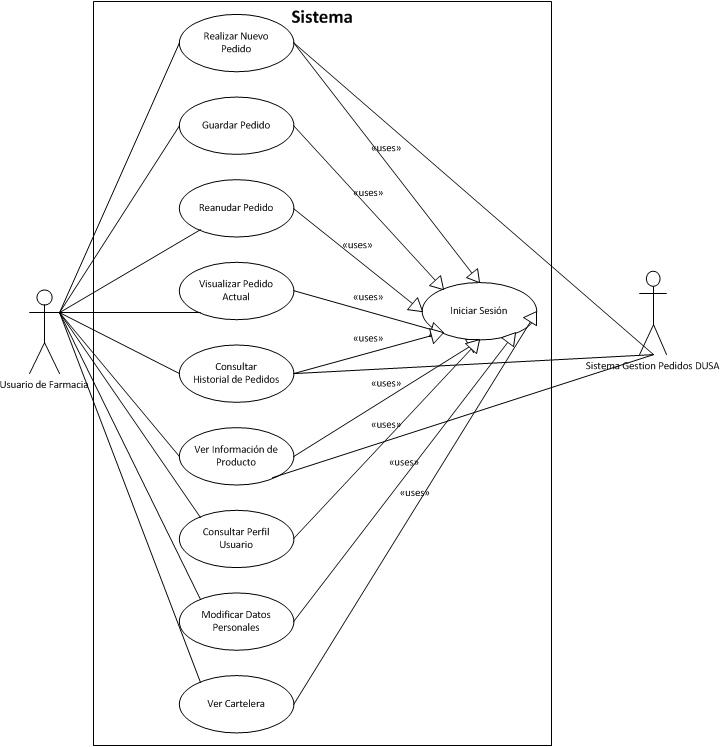 Sistema
Realizar Nuevo
Pedido
Guardar Pedido
«uses»
«uses»
Reanudar Pedido
«uses»
Visualizar Pedido
Actual
«uses»
Iniciar Sesión
«uses»
Consultar
Historial de Pedidos
Sistema Gestion Pedidos DUSA
Usuario de Farmacia
«uses»
«uses»
Ver Información de
Producto
«uses»
«uses»
Consultar Perfil
Usuario
Modificar Datos
Personales
Ver Cartelera